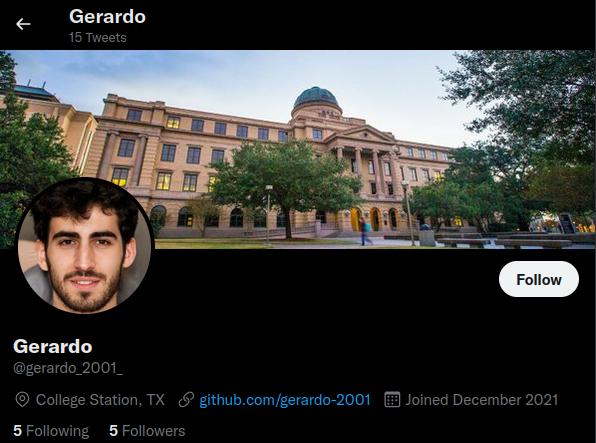 Gerardo
15 Tweets
Follow
Gerardo
@gerardo_2001_
College Station, TX github.com/gerardo-2001 Joined December 2021
5 Following 5 Followers